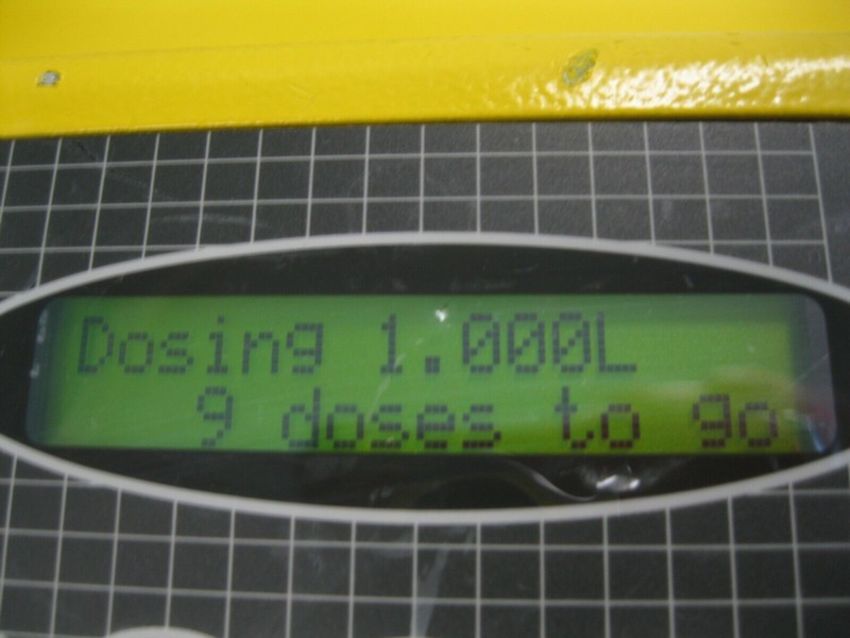 Dosing 1.000L
9 doses to go